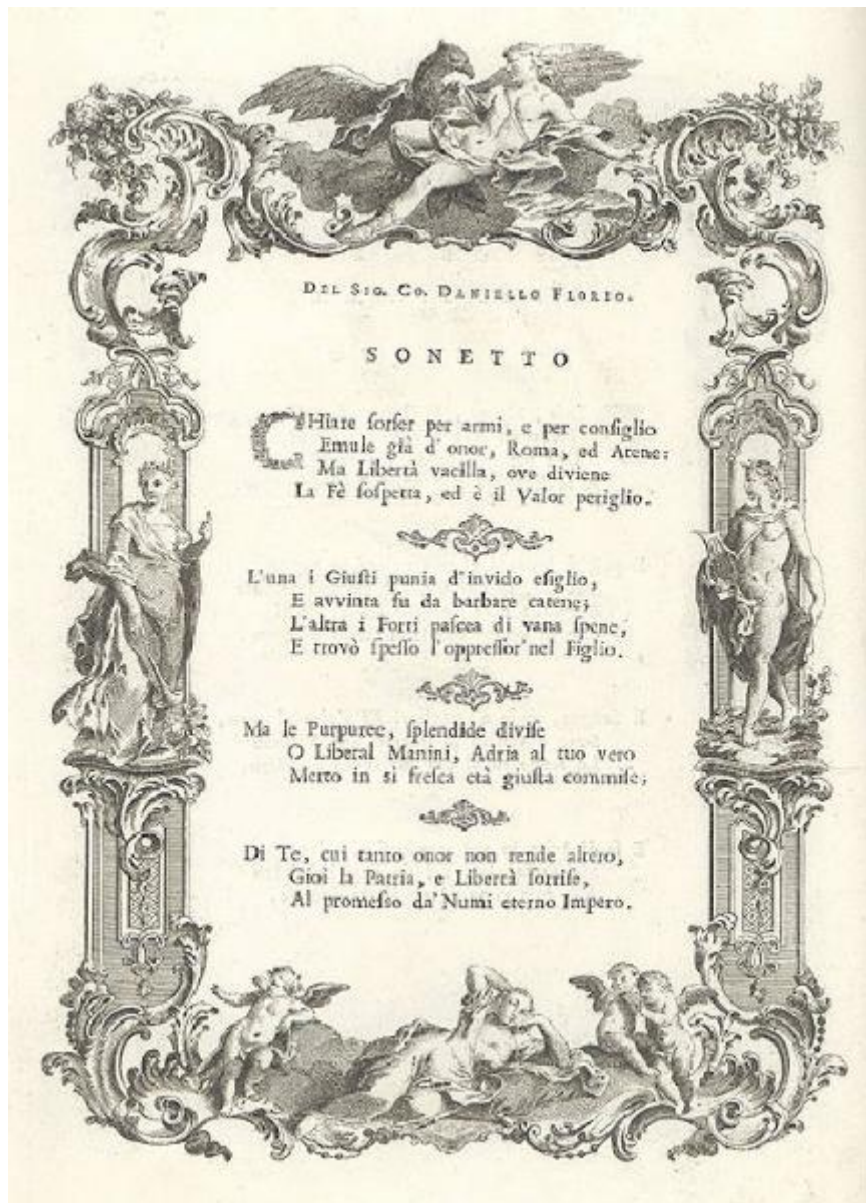 DEL SIG. CO. DANIELLO FLORIO.
SONETTO
CHiare ſorſer per armi, e per conſiglio
Emule già d'onor, Roma, ed Atene:
Ma Libertà vacilla, ove diviene
La Fè ſoſpetta, ed è il Valor periglio.
L'una i Giuſti punia d'invido eſiglio,
E avvinta fu da barbare catene;
L'altra i Forti paſcea di vana ſpene,
E trovò ſpeſſo l'oppreſſor nel Figlio.
Ma le Purpuree, ſplendide diviſe
O Liberal Manini, Adria al tuo vero
Merto in sì freſca età giuſta commiſe;
Di Te, cui tanto onor non rende altero,
Gioì la Patria, e Libertà ſorriſe,
Al promeſſo da' Numi eterno Impero.